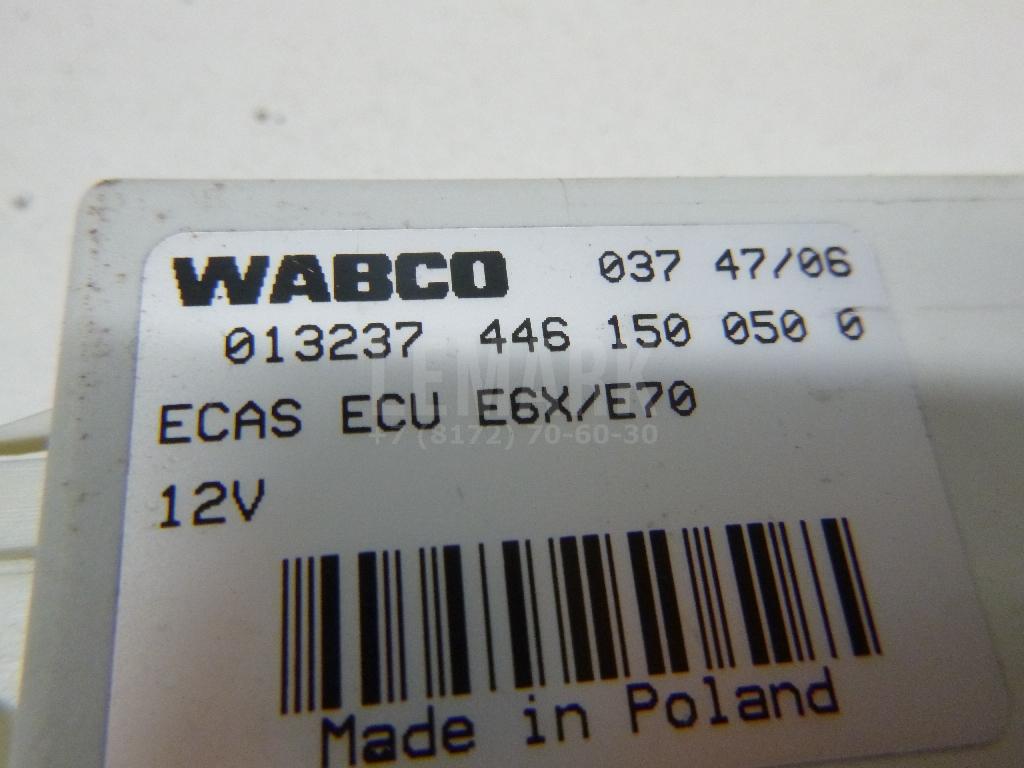 WABCO 037 47/06
013237 446 150 050 0
ECAS ECU E6X/E70
12V
Made in Poland
LEMARK
+7 (8172) 70-60-30